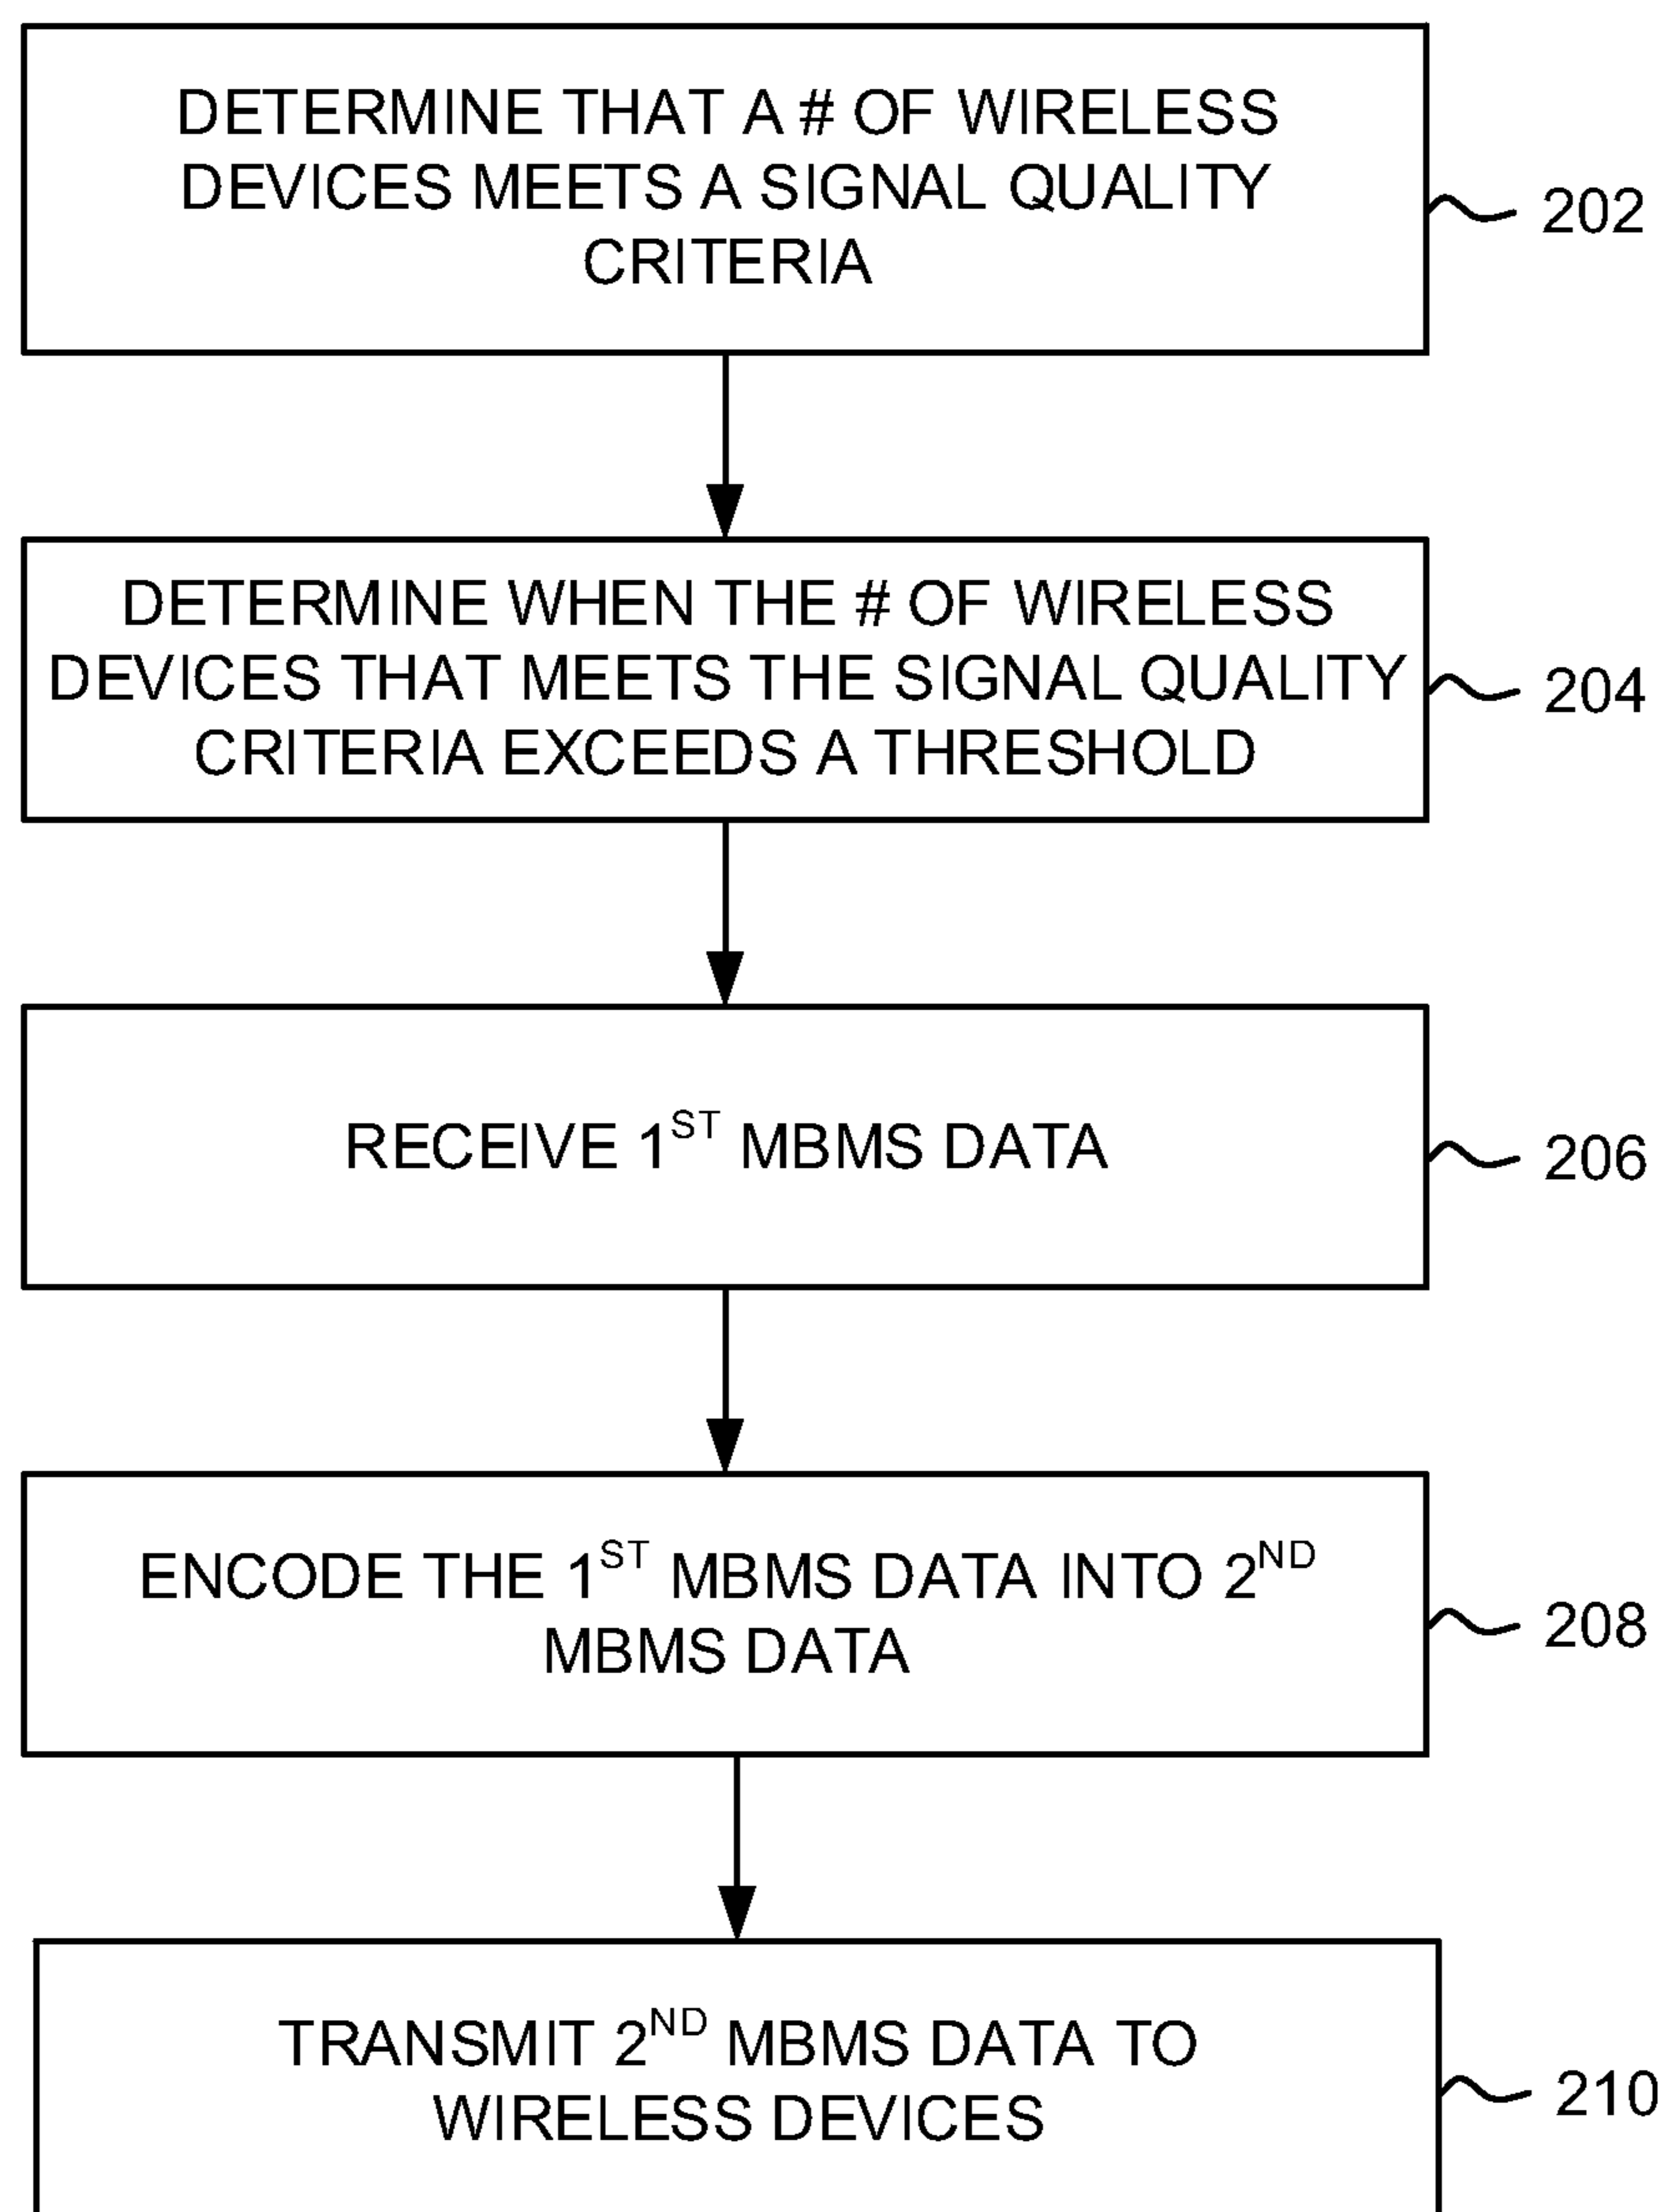 DETERMINE THAT A # OF WIRELESS
DEVICES MEETS A SIGNAL QUALITY
CRITERIA
202
DETERMINE WHEN THE # OF WIRELESS
DEVICES THAT MEETS THE SIGNAL QUALITY
CRITERIA EXCEEDS A THRESHOLD
204
RECEIVE 1ST MBMS DATA
206
ENCODE THE 1ST MBMS DATA INTO 2ND
MBMS DATA
208
TRANSMIT 2ND MBMS DATA TO
WIRELESS DEVICES
210